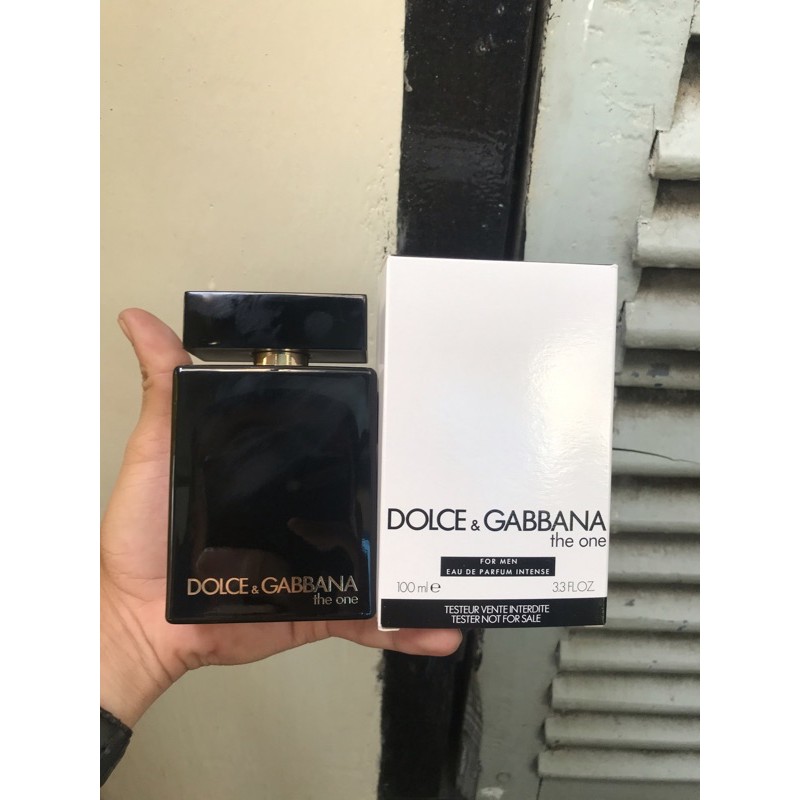 DOLCE & GABBANA
the one
DOLCE & GABBANA
the one
FOR MEN
EAU DE PARFUM INTENSE
100 ml e 3.3 FL.OZ.
TESTEUR VENTE INTERDITE
TESTER NOT FOR SALE